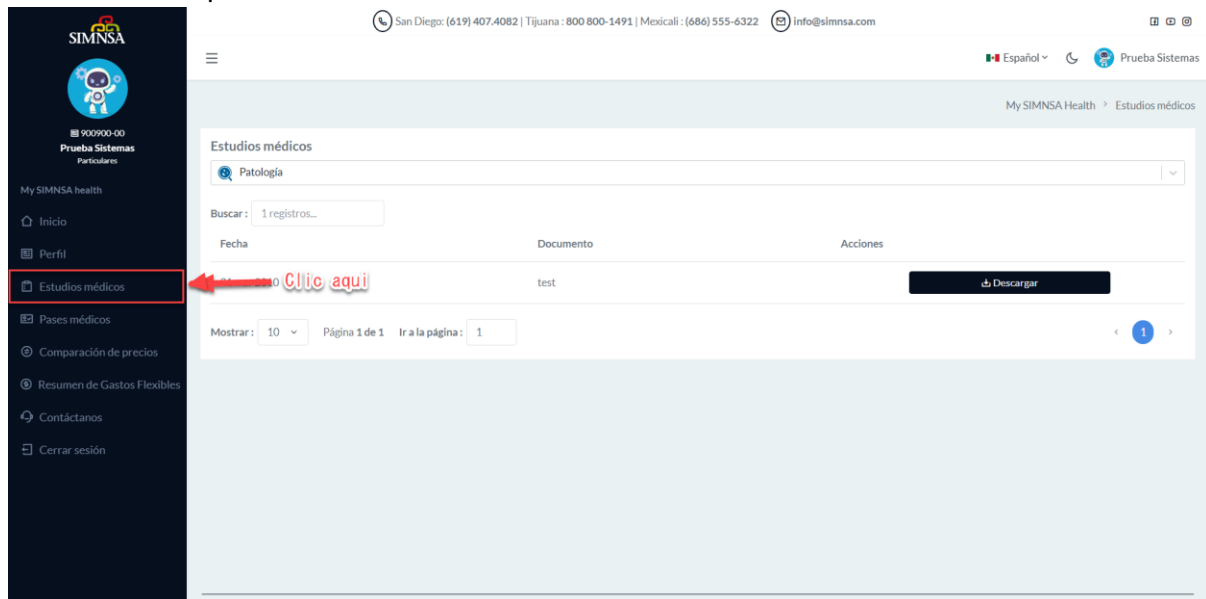 SIMNSA
San Diego: (619) 407.4082 | Tijuana : 800 800-1491 | Mexicali : (686) 555-6322 info@simnsa.com
Español
Prueba Sistemas
900900-00
Prueba Sistemas
Particulares
My SIMNSA health
Inicio
Perfil
Estudios médicos
Pases médicos
Comparación de precios
Resumen de Gastos Flexibles
Contáctanos
Cerrar sesión
My SIMNSA Health > Estudios médicos
Estudios médicos
Patología
Buscar : 1 registros...
Fecha Documento Acciones
Clic aqui
test Descargar
Mostrar : 10 Página 1 de 1 Ir a la página : 1
‹ 1 ›